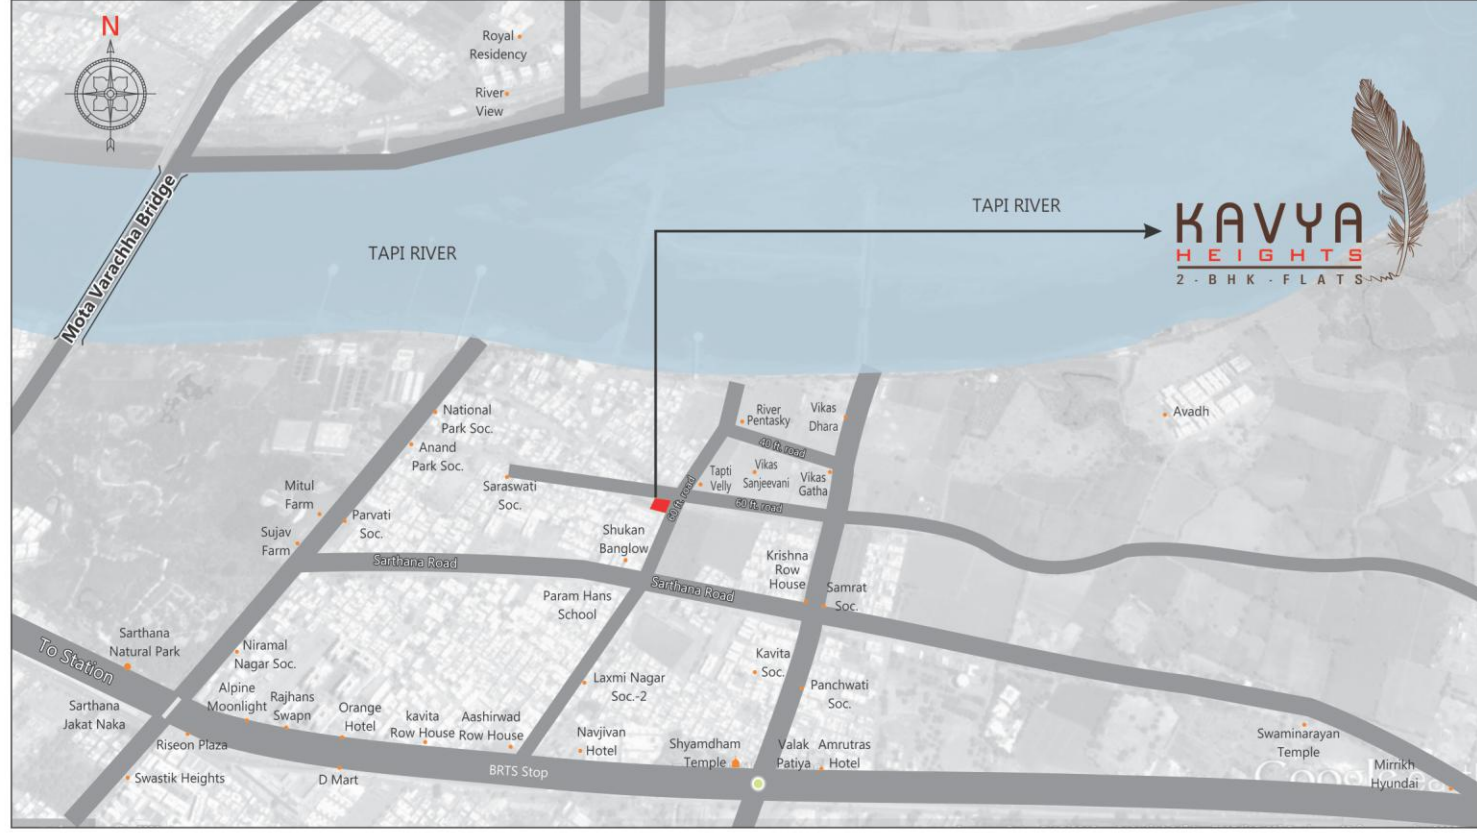 N
Royal
Residency
River
View
Mota Varachha Bridge
TAPI RIVER
TAPI RIVER
KAVYA
HEIGHTS
2-BHK-FLATS
National
Park Soc.
Anand
Park Soc.
River
Pentasky
Vikas
Dhara
Avadh
40 ft. road
Mitul
Farm
Saraswati
Soc.
Tapti
Velly
Vikas
Sanjeevani
Vikas
Gatha
60 ft. road
60 ft. road
Parvati
Soc.
Sujav
Farm
Shukan
Banglow
Sarthana Road
Sarthana Road
Krishna
Row
House
Samrat
Soc.
Param Hans
School
To Station
Sarthana
Natural Park
Niramal
Nagar Soc.
Kavita
Soc.
Laxmi Nagar
Soc.-2
Panchwati
Soc.
Sarthana
Jakat Naka
Alpine
Moonlight
Rajhans
Swapn
Orange
Hotel
kavita
Row House
Aashirwad
Row House
Navjivan
Hotel
Shyamdham
Temple
Valak
Patiya
Amrutras
Hotel
Swaminarayan
Temple
Mirrikh
Hyundai
Riseon Plaza
Swastik Heights
D Mart
BRTS Stop